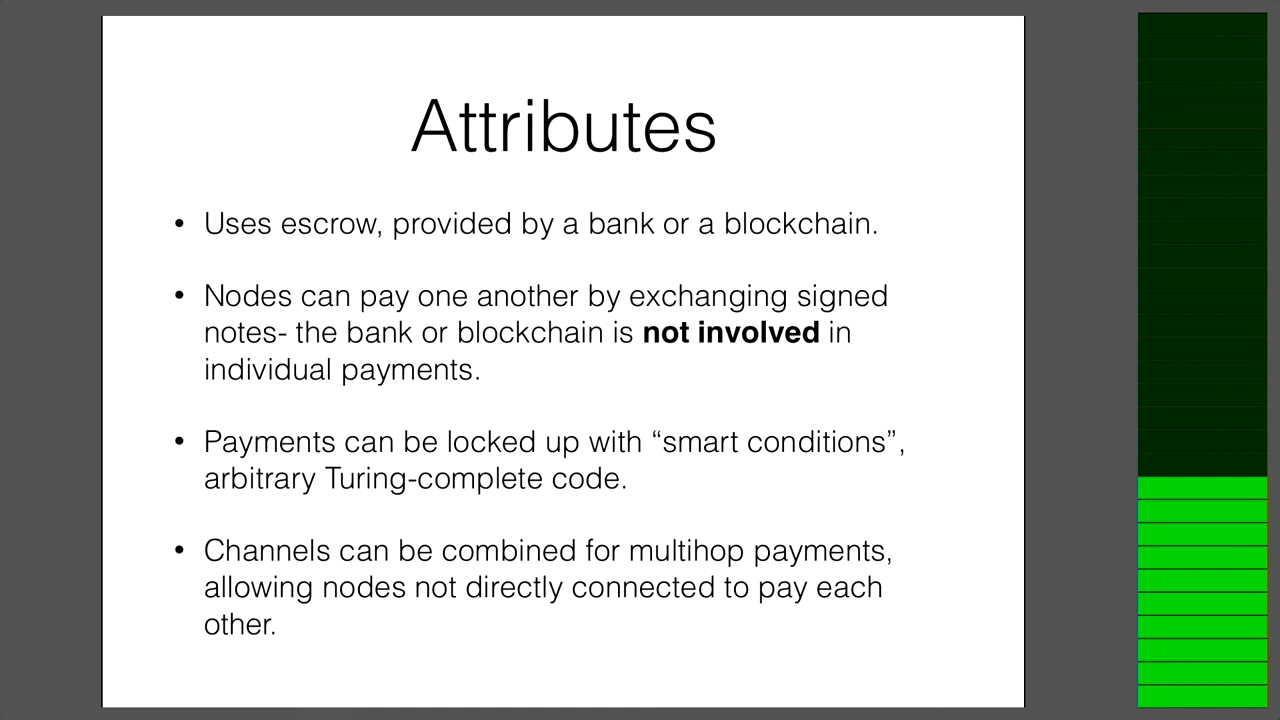 Attributes
• Uses escrow, provided by a bank or a blockchain.
• Nodes can pay one another by exchanging signed
notes- the bank or blockchain is not involved in
individual payments.
• Payments can be locked up with “smart conditions”,
arbitrary Turing-complete code.
• Channels can be combined for multihop payments,
allowing nodes not directly connected to pay each
other.